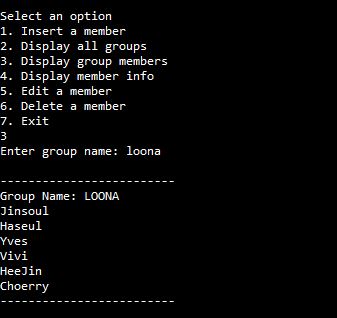 Select an option
1. Insert a member
2. Display all groups
3. Display group members
4. Display member info
5. Edit a member
6. Delete a member
7. Exit
3
Enter group name: loona
-------------------------
Group Name: LOONA
Jinsoul
Haseul
Yves
Vivi
HeeJin
Choerry
-------------------------